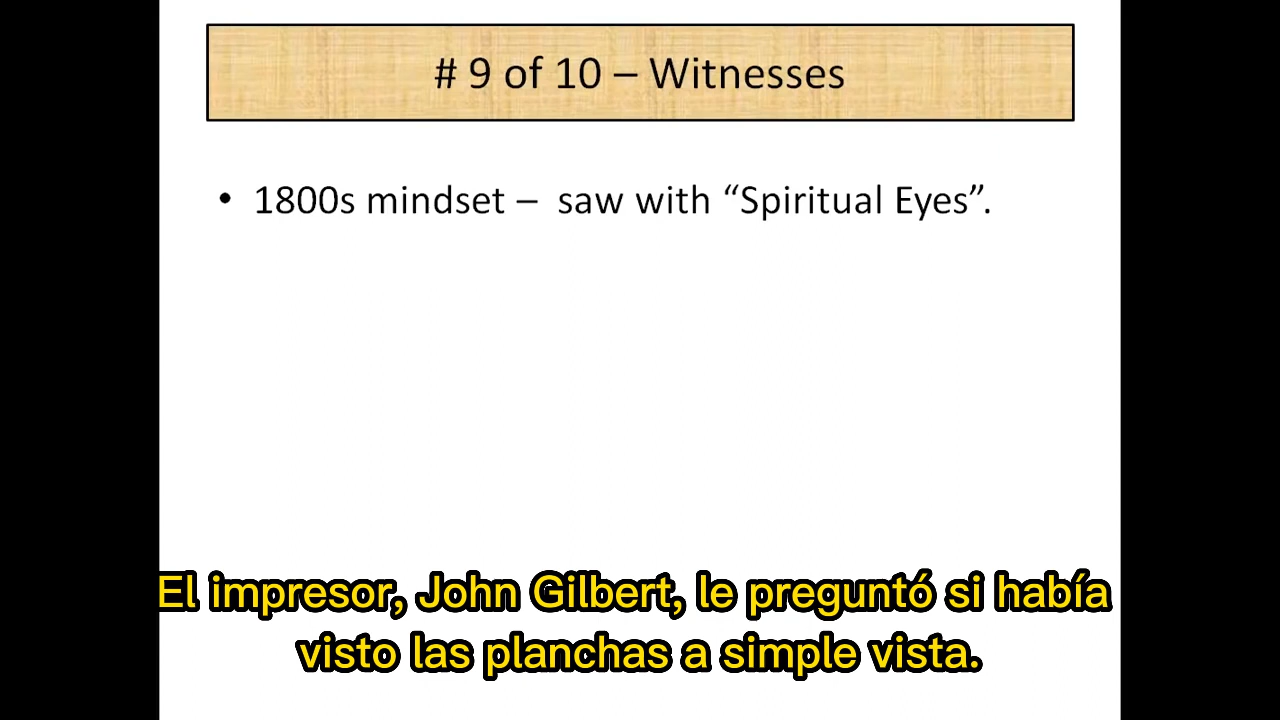 # 9 of 10 – Witnesses
• 1800s mindset –  saw with “Spiritual Eyes”.
El impresor, John Gilbert, le preguntó si había
visto las planchas a simple vista.